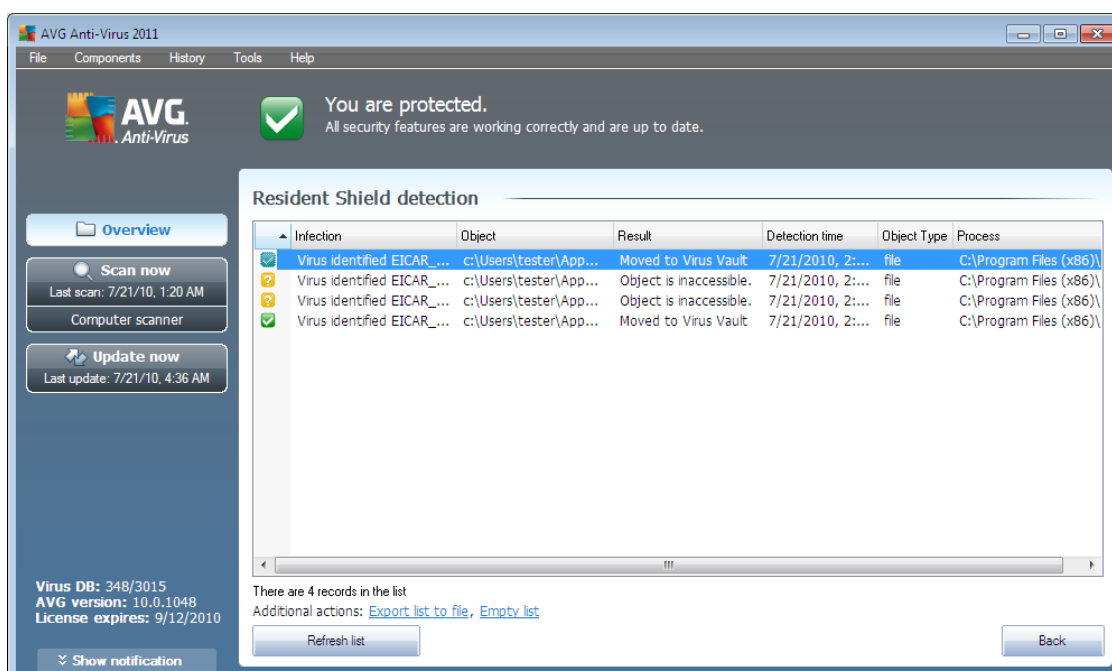 AVG Anti-Virus 2011
File Components History Tools Help
AVG.
Anti-Virus
You are protected.
All security features are working correctly and are up to date.
Resident Shield detection
Overview
Scan now
Last scan: 7/21/10, 1:20 AM
Computer scanner
Update now
Last update: 7/21/10, 4:36 AM
Infection Object Result Detection time Object Type Process
Virus identified EICAR_... c:\Users\tester\App... Moved to Virus Vault 7/21/2010, 2:... file C:\Program Files (x86)\
Virus identified EICAR_... c:\Users\tester\App... Object is inaccessible. 7/21/2010, 2:... file C:\Program Files (x86)\
Virus identified EICAR_... c:\Users\tester\App... Object is inaccessible. 7/21/2010, 2:... file C:\Program Files (x86)\
Virus identified EICAR_... c:\Users\tester\App... Moved to Virus Vault 7/21/2010, 2:... file C:\Program Files (x86)\
There are 4 records in the list
Additional actions: Export list to file, Empty list
Refresh list
Back
Virus DB: 348/3015
AVG version: 10.0.1048
License expires: 9/12/2010
Show notification